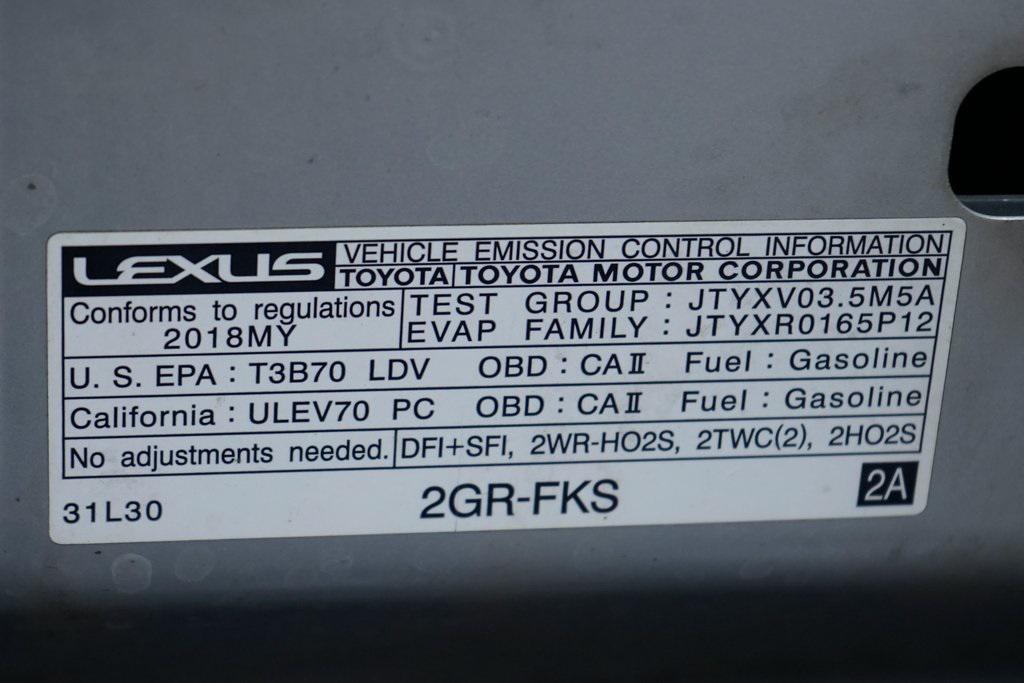 LEXUS VEHICLE EMISSION CONTROL INFORMATION
TOYOTA TOYOTA MOTOR CORPORATION
Conforms to regulations
2018MY
TEST GROUP : JTYXV03.5M5A
EVAP FAMILY : JTYXR0165P12
U. S. EPA : T3B70 LDV OBD : CAⅡ Fuel : Gasoline
California : ULEV70 PC OBD : CAⅡ Fuel : Gasoline
No adjustments needed. DFI+SFI, 2WR-HO2S, 2TWC(2), 2HO2S
31L30 2GR-FKS 2A